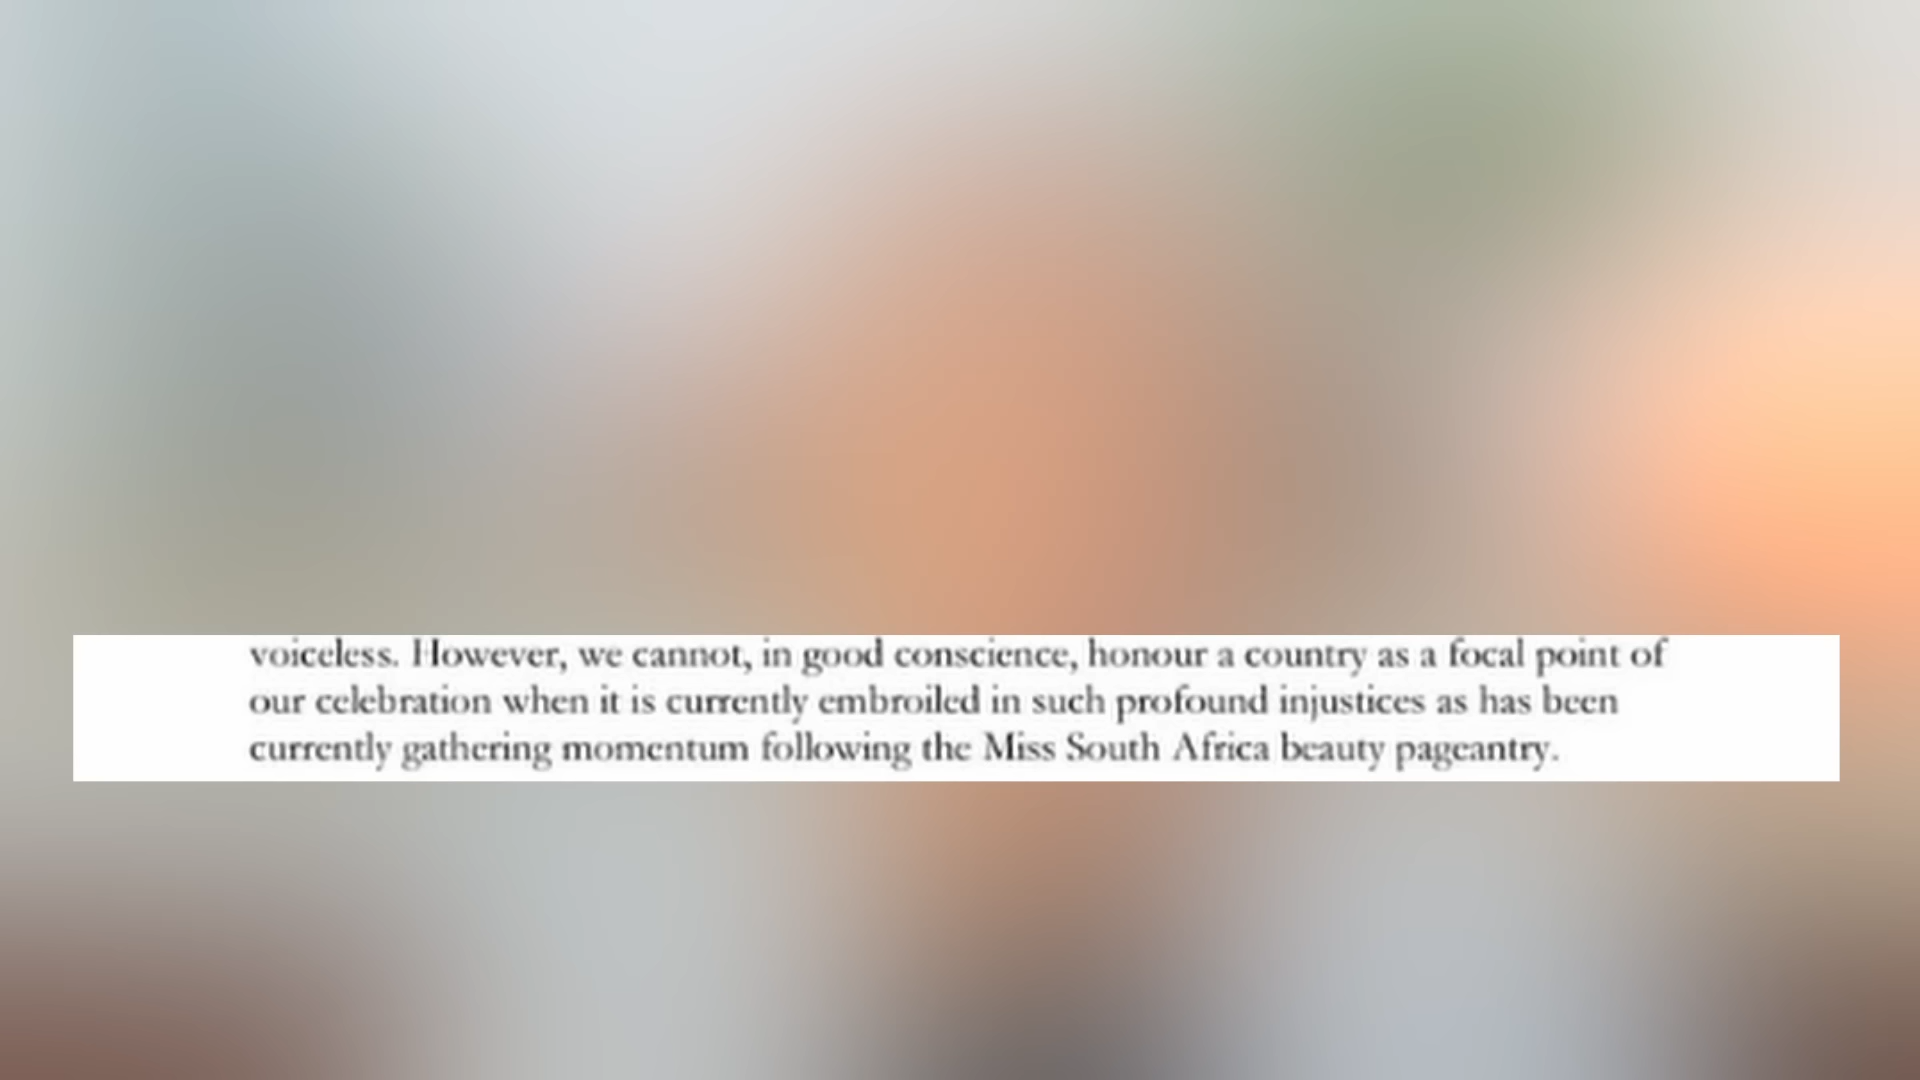 voiceless. However, we cannot, in good conscience, honour a country as a focal point of
our celebration when it is currently embroiled in such profound injustices as has been
currently gathering momentum following the Miss South Africa beauty pageantry.